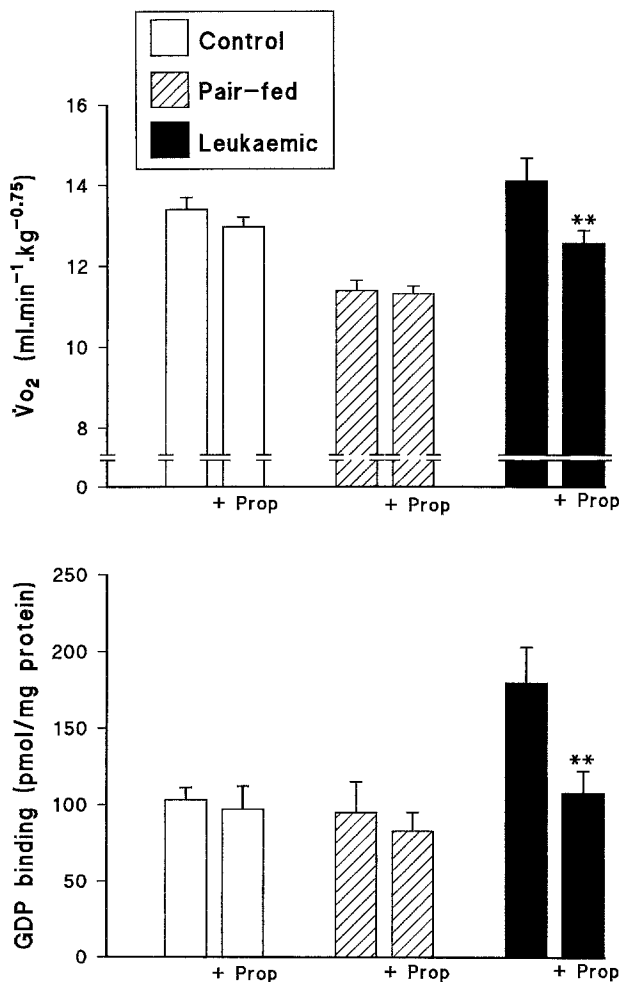 Control
Pair-fed
Leukaemic
V̇o₂ (ml.min⁻¹.kg⁻⁰·⁷⁵)
16
14
12
10
8
0
**
+ Prop
+ Prop
+ Prop
GDP binding (pmol/mg protein)
250
200
150
100
50
0
**
+ Prop
+ Prop
+ Prop